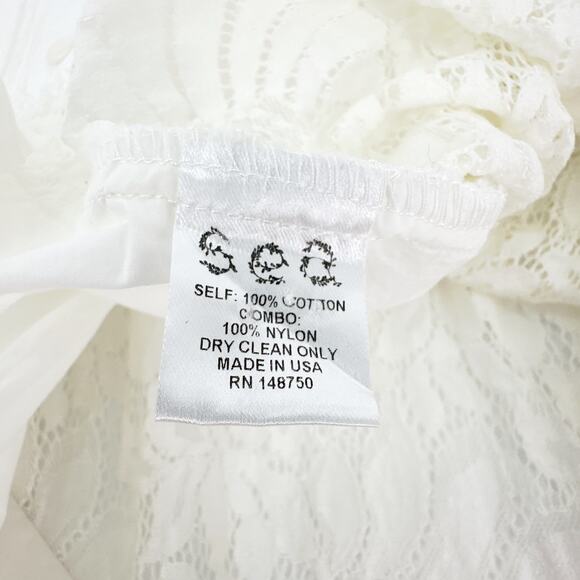 sea
SELF: 100% COTTON
COMBO:
100% NYLON
DRY CLEAN ONLY
MADE IN USA
RN 148750